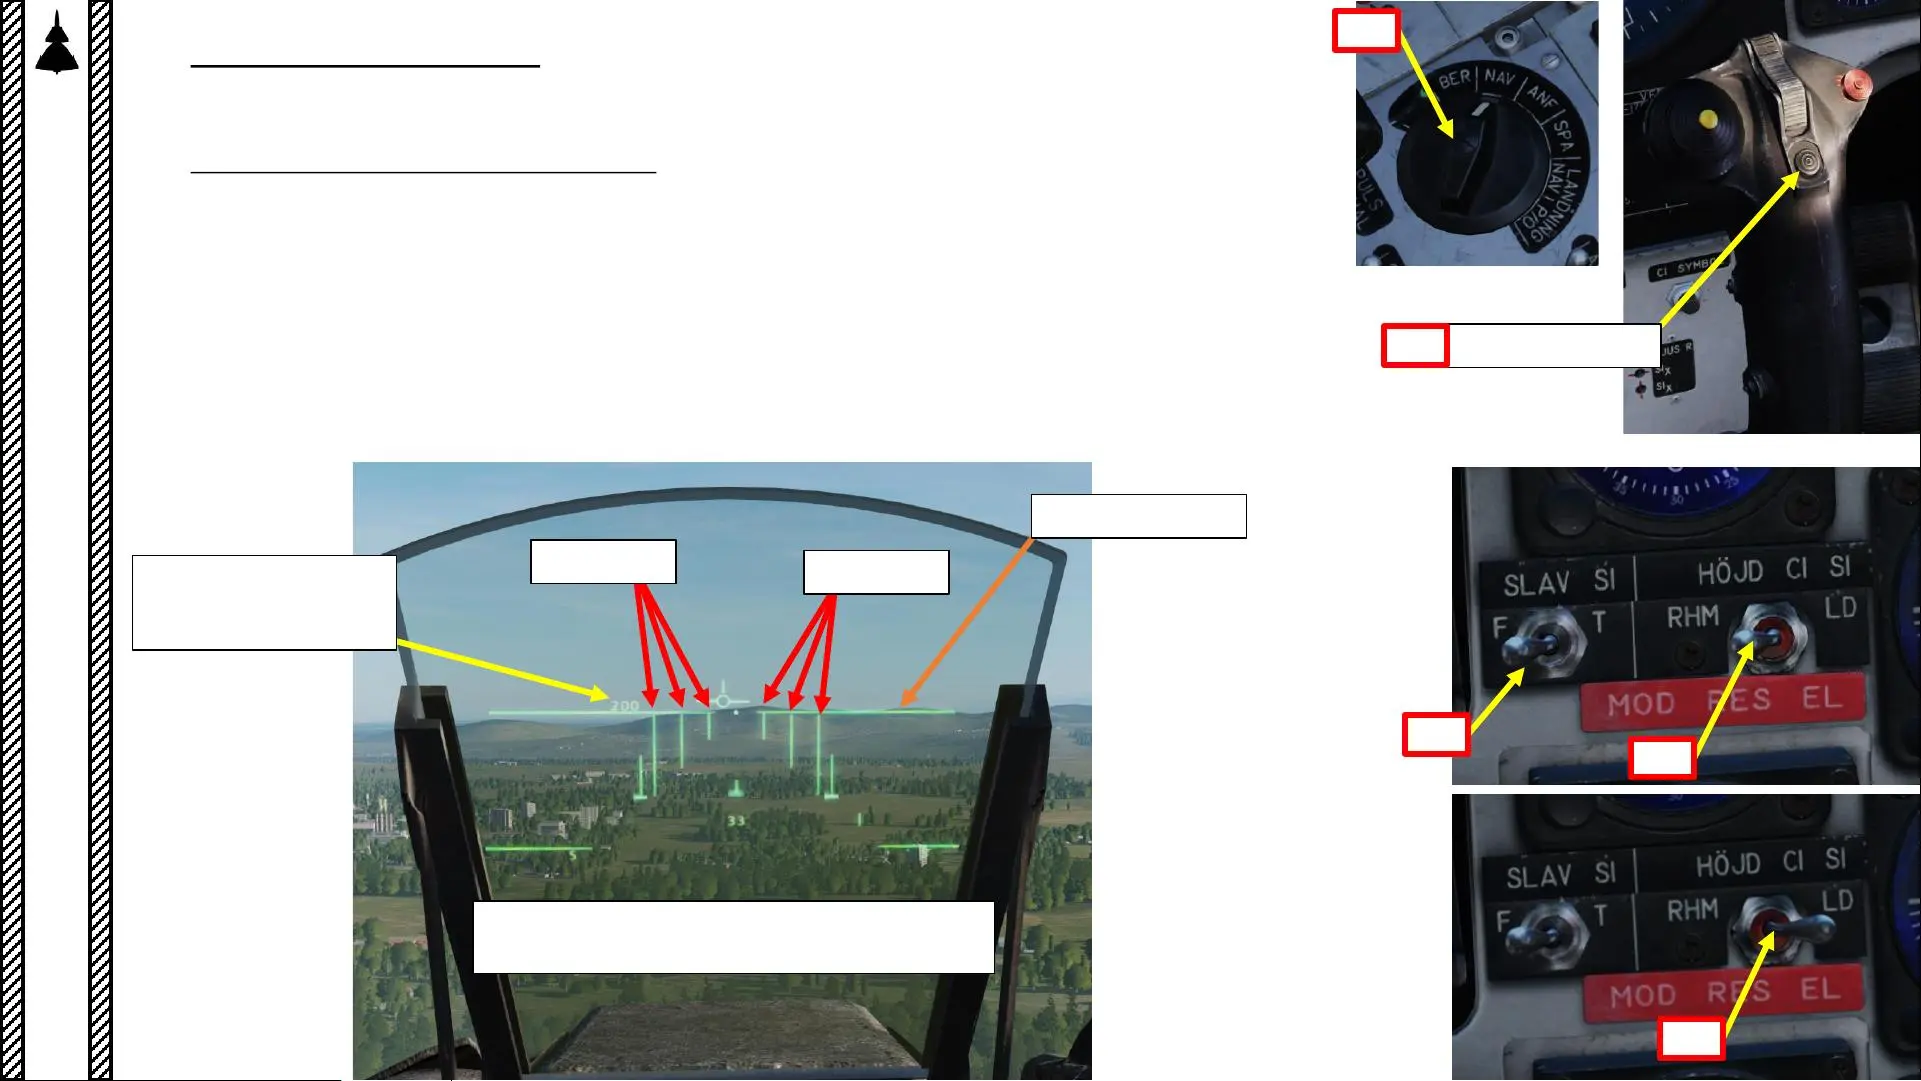 BER NAV ANF SPA LANDNING NAV I P/O
PULS
CI SYMB
SIX
SIX
200
33
5
SLAV SI HÖJD CI SI
F T RHM LD
MOD RES EL
SLAV SI HÖJD CI SI
F T RHM LD
MOD RES EL